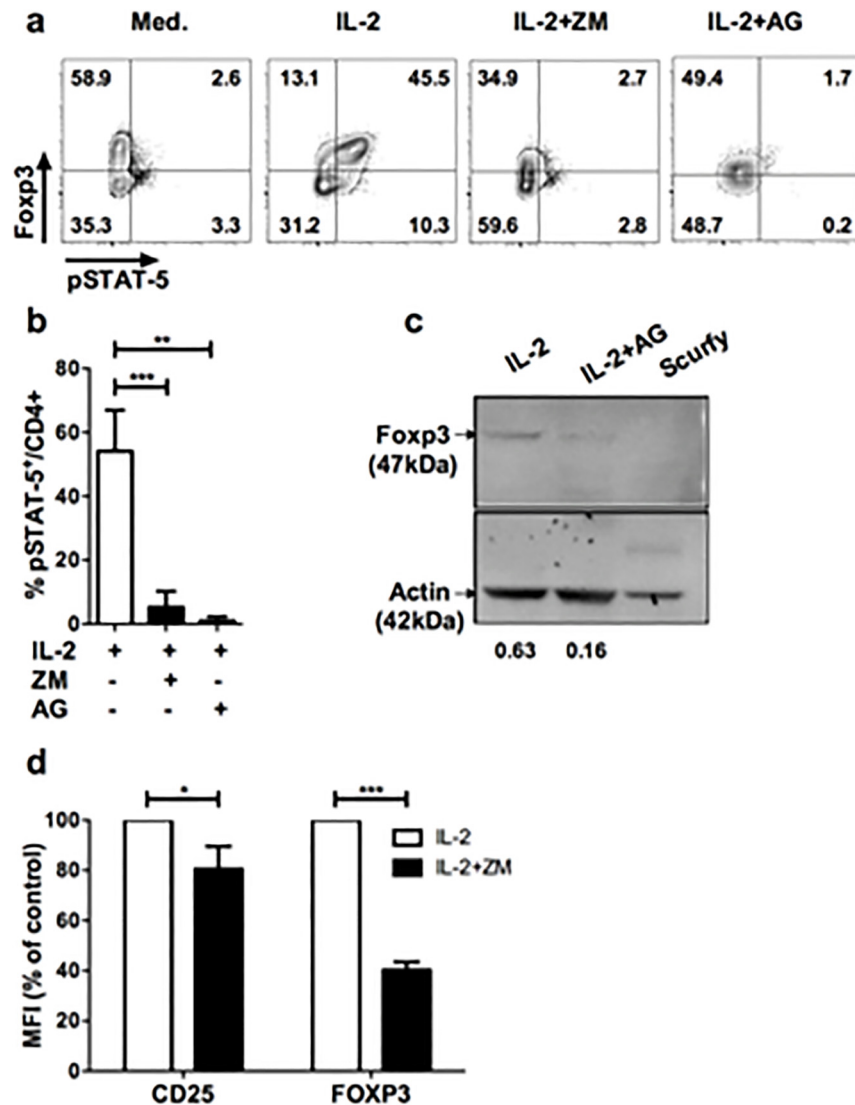 a
Med. IL-2 IL-2+ZM IL-2+AG
58.9 2.6 13.1 45.5 34.9 2.7 49.4 1.7
Foxp3
35.3 3.3 31.2 10.3 59.6 2.8 48.7 0.2
pSTAT-5
b
** 
***
% pSTAT-5+/CD4+
80
60
40
20
0
IL-2 + + +
ZM - + -
AG - - +
c
IL-2 IL-2+AG Scurfy
Foxp3
(47kDa)
Actin
(42kDa)
0.63 0.16
d
* ***
MFI (% of control)
100
80
60
40
20
0
IL-2
IL-2+ZM
CD25 FOXP3